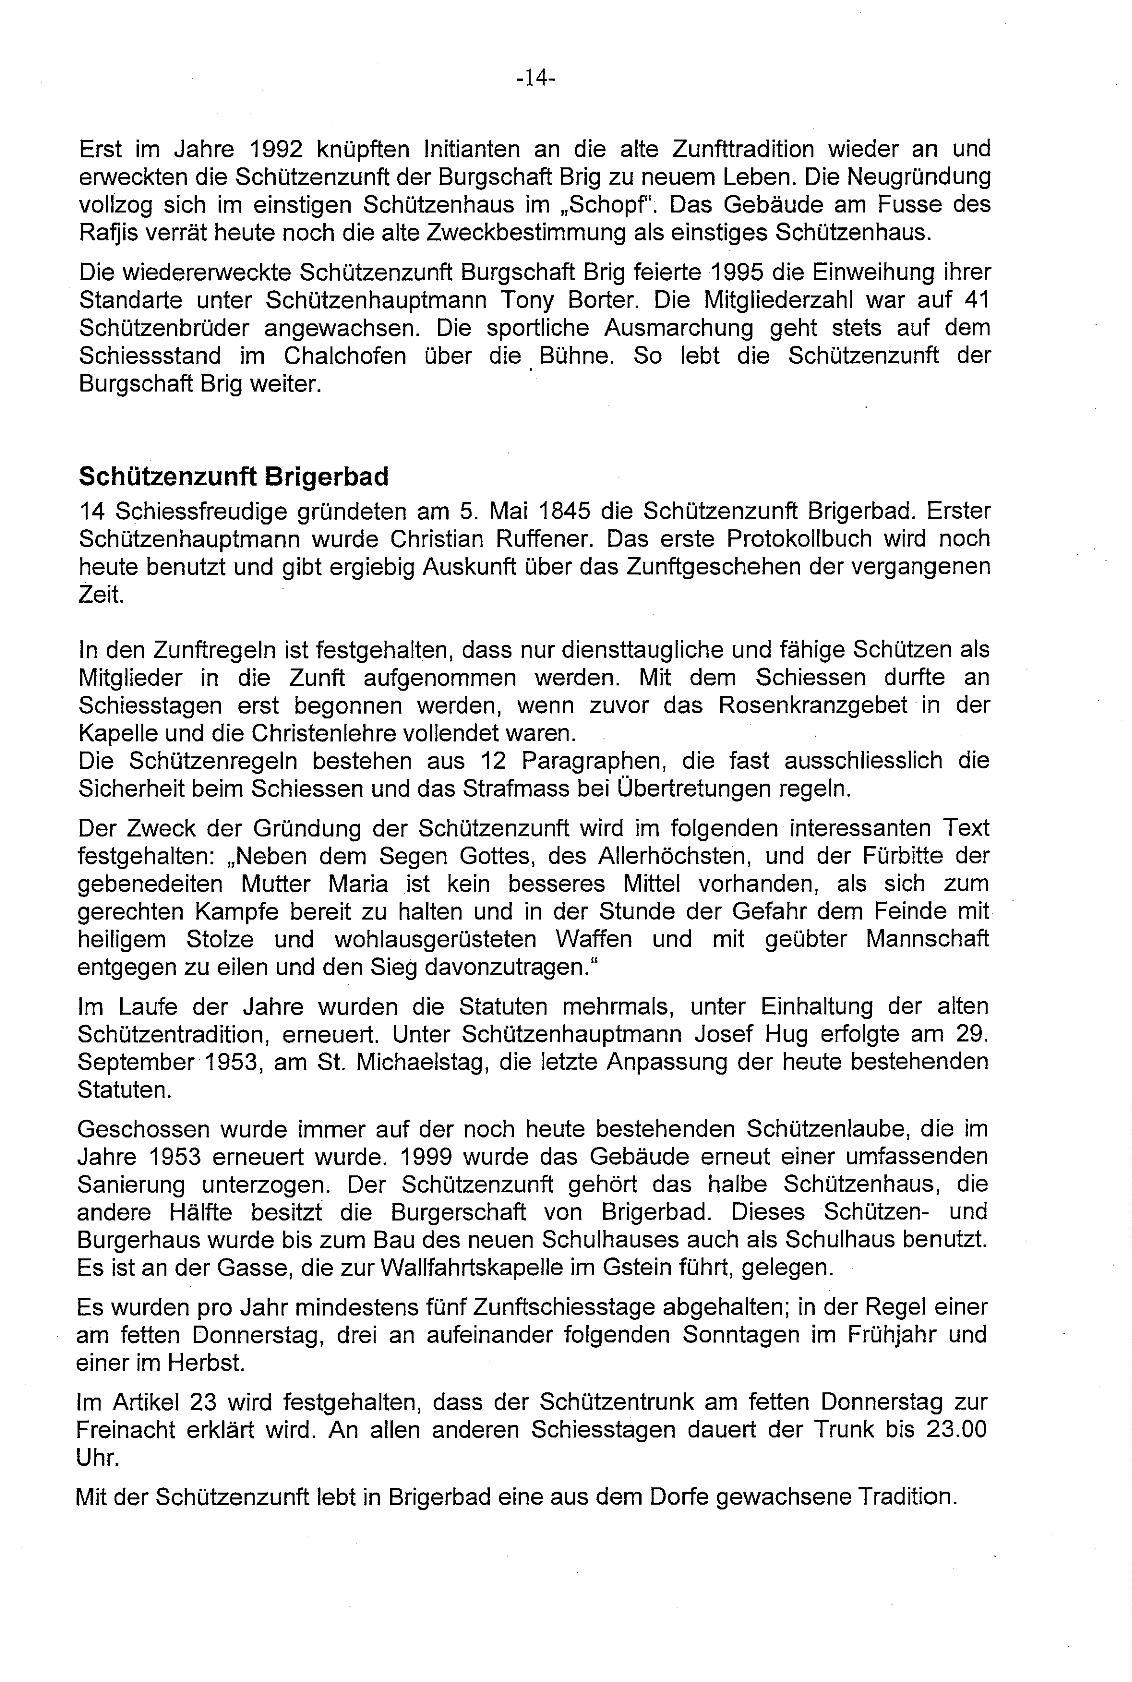 -14-
Erst im Jahre 1992 knüpften Initianten an die alte Zunfttradition wieder an und
erweckten die Schützenzunft der Burgschaft Brig zu neuem Leben. Die Neugründung
vollzog sich im einstigen Schützenhaus im „Schopf“. Das Gebäude am Fusse des
Rafjis verrät heute noch die alte Zweckbestimmung als einstiges Schützenhaus.
Die wiedererweckte Schützenzunft Burgschaft Brig feierte 1995 die Einweihung ihrer
Standarte unter Schützenhauptmann Tony Borter. Die Mitgliederzahl war auf 41
Schützenbrüder angewachsen. Die sportliche Ausmarchung geht stets auf dem
Schiessstand im Chalchofen über die Bühne. So lebt die Schützenzunft der
Burgschaft Brig weiter.
Schützenzunft Brigerbad
14 Schiessfreudige gründeten am 5. Mai 1845 die Schützenzunft Brigerbad. Erster
Schützenhauptmann wurde Christian Ruffener. Das erste Protokollbuch wird noch
heute benutzt und gibt ergiebig Auskunft über das Zunftgeschehen der vergangenen
Zeit.
In den Zunftregeln ist festgehalten, dass nur diensttaugliche und fähige Schützen als
Mitglieder in die Zunft aufgenommen werden. Mit dem Schiessen durfte an
Schiesstagen erst begonnen werden, wenn zuvor das Rosenkranzgebet in der
Kapelle und die Christenlehre vollendet waren.
Die Schützenregeln bestehen aus 12 Paragraphen, die fast ausschliesslich die
Sicherheit beim Schiessen und das Strafmass bei Übertretungen regeln.
Der Zweck der Gründung der Schützenzunft wird im folgenden interessanten Text
festgehalten: „Neben dem Segen Gottes, des Allerhöchsten, und der Fürbitte der
gebenedeiten Mutter Maria ist kein besseres Mittel vorhanden, als sich zum
gerechten Kampfe bereit zu halten und in der Stunde der Gefahr dem Feinde mit
heiligem Stolze und wohlausgerüsteten Waffen und mit geübter Mannschaft
entgegen zu eilen und den Sieg davonzutragen.“
Im Laufe der Jahre wurden die Statuten mehrmals, unter Einhaltung der alten
Schützentradition, erneuert. Unter Schützenhauptmann Josef Hug erfolgte am 29.
September 1953, am St. Michaelstag, die letzte Anpassung der heute bestehenden
Statuten.
Geschossen wurde immer auf der noch heute bestehenden Schützenlaube, die im
Jahre 1953 erneuert wurde. 1999 wurde das Gebäude erneut einer umfassenden
Sanierung unterzogen. Der Schützenzunft gehört das halbe Schützenhaus, die
andere Hälfte besitzt die Burgerschaft von Brigerbad. Dieses Schützen- und
Burgerhaus wurde bis zum Bau des neuen Schulhauses auch als Schulhaus benutzt.
Es ist an der Gasse, die zur Wallfahrtskapelle im Gstein führt, gelegen.
Es wurden pro Jahr mindestens fünf Zunftschiesstage abgehalten; in der Regel einer
am fetten Donnerstag, drei an aufeinander folgenden Sonntagen im Frühjahr und
einer im Herbst.
Im Artikel 23 wird festgehalten, dass der Schützentrunk am fetten Donnerstag zur
Freinacht erklärt wird. An allen anderen Schiesstagen dauert der Trunk bis 23.00
Uhr.
Mit der Schützenzunft lebt in Brigerbad eine aus dem Dorfe gewachsene Tradition.